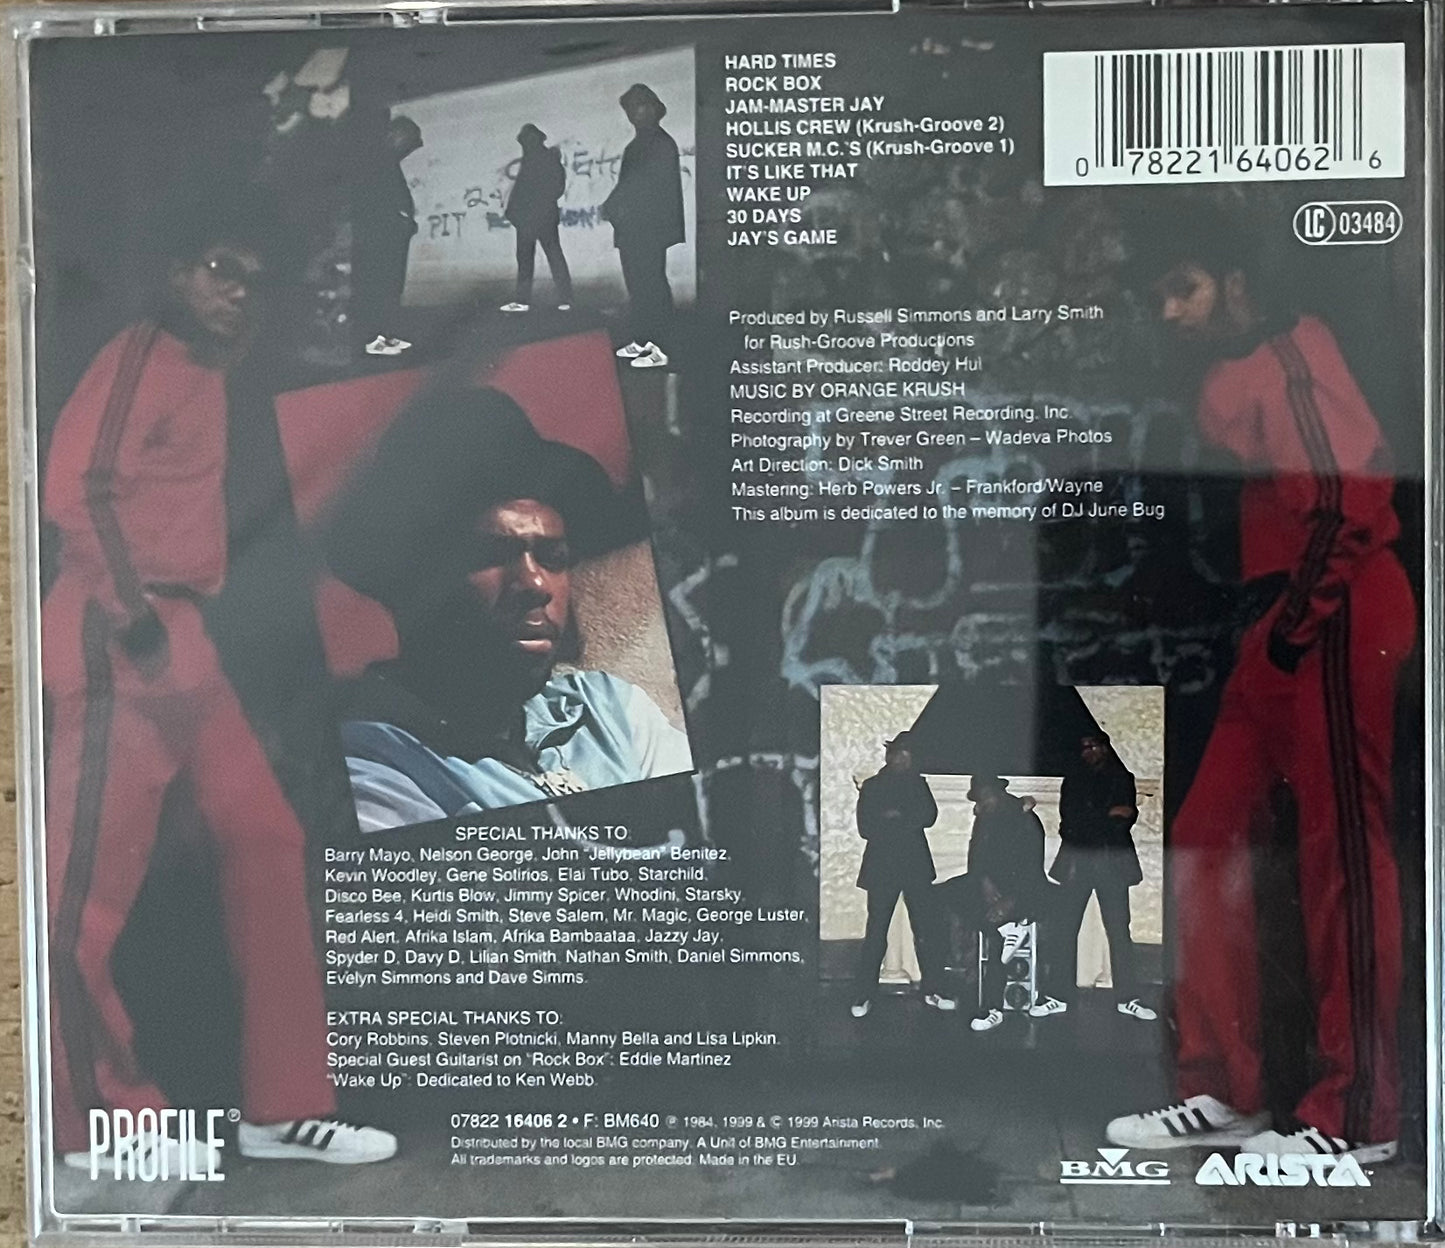 HARD TIMES
ROCK BOX
JAM-MASTER JAY
HOLLIS CREW (Krush-Groove 2)
SUCKER M.C.'S (Krush-Groove 1)
IT'S LIKE THAT
WAKE UP
30 DAYS
JAY'S GAME
0 78221 64062 6
LC 03484
PIT
Produced by Russell Simmons and Larry Smith
for Rush-Groove Productions
Assistant Producer: Roddey Hui
MUSIC BY ORANGE KRUSH
Recording at Greene Street Recording, Inc.
Photography by Trever Green – Wadeva Photos
Art Direction: Dick Smith
Mastering: Herb Powers Jr. – Frankford/Wayne
This album is dedicated to the memory of DJ June Bug
SPECIAL THANKS TO:
Barry Mayo, Nelson George, John "Jellybean" Benitez,
Kevin Woodley, Gene Sotirios, Elai Tubo, Starchild,
Disco Bee, Kurtis Blow, Jimmy Spicer, Whodini, Starsky,
Fearless 4, Heidi Smith, Steve Salem, Mr. Magic, George Luster,
Red Alert, Afrika Islam, Afrika Bambaataa, Jazzy Jay,
Spyder D, Davy D, Lilian Smith, Nathan Smith, Daniel Simmons,
Evelyn Simmons and Dave Simms.
EXTRA SPECIAL THANKS TO:
Cory Robbins, Steven Plotnicki, Manny Bella and Lisa Lipkin.
Special Guest Guitarist on "Rock Box": Eddie Martinez
"Wake Up": Dedicated to Ken Webb.
PROFILE®
07822 16406 2 • F: BM640 ℗ 1984, 1999 & © 1999 Arista Records, Inc.
Distributed by the local BMG company. A Unit of BMG Entertainment.
All trademarks and logos are protected. Made in the EU.
BMG
ARISTA™